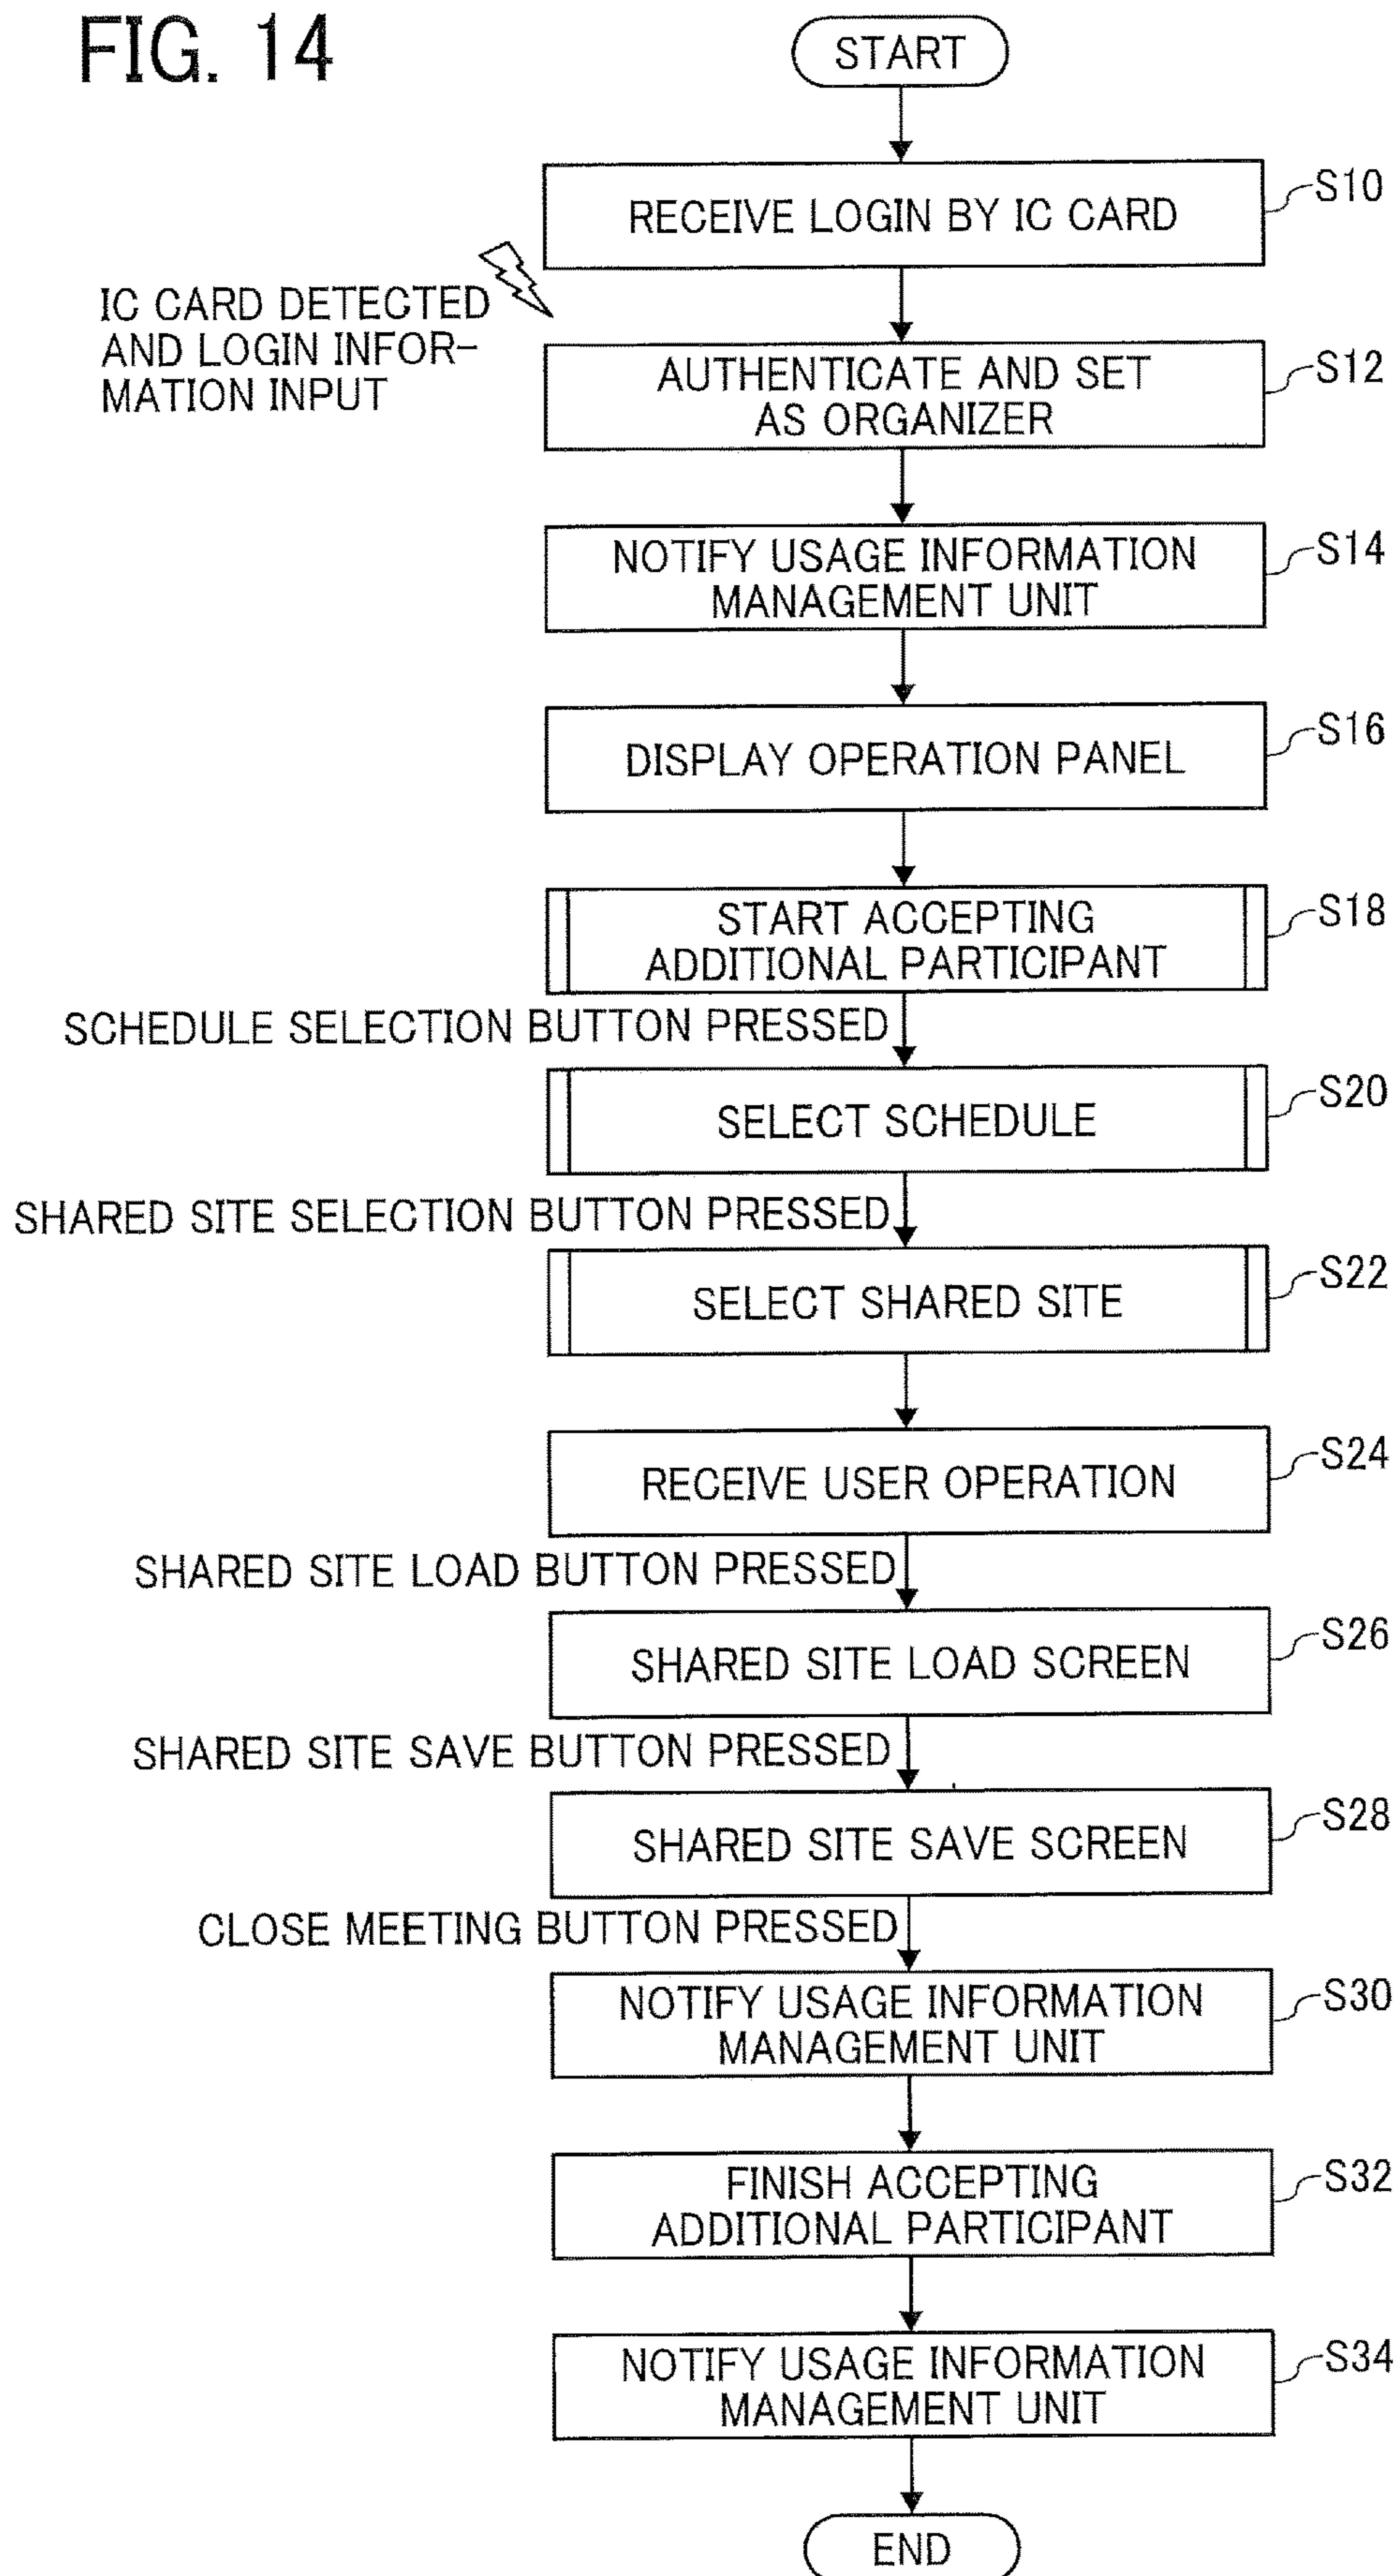 FIG. 14
START
RECEIVE LOGIN BY IC CARD
S10
IC CARD DETECTED
AND LOGIN INFOR-
MATION INPUT
AUTHENTICATE AND SET
AS ORGANIZER
S12
NOTIFY USAGE INFORMATION
MANAGEMENT UNIT
S14
DISPLAY OPERATION PANEL
S16
START ACCEPTING
ADDITIONAL PARTICIPANT
S18
SCHEDULE SELECTION BUTTON PRESSED
SELECT SCHEDULE
S20
SHARED SITE SELECTION BUTTON PRESSED
SELECT SHARED SITE
S22
RECEIVE USER OPERATION
S24
SHARED SITE LOAD BUTTON PRESSED
SHARED SITE LOAD SCREEN
S26
SHARED SITE SAVE BUTTON PRESSED
SHARED SITE SAVE SCREEN
S28
CLOSE MEETING BUTTON PRESSED
NOTIFY USAGE INFORMATION
MANAGEMENT UNIT
S30
FINISH ACCEPTING
ADDITIONAL PARTICIPANT
S32
NOTIFY USAGE INFORMATION
MANAGEMENT UNIT
S34
END